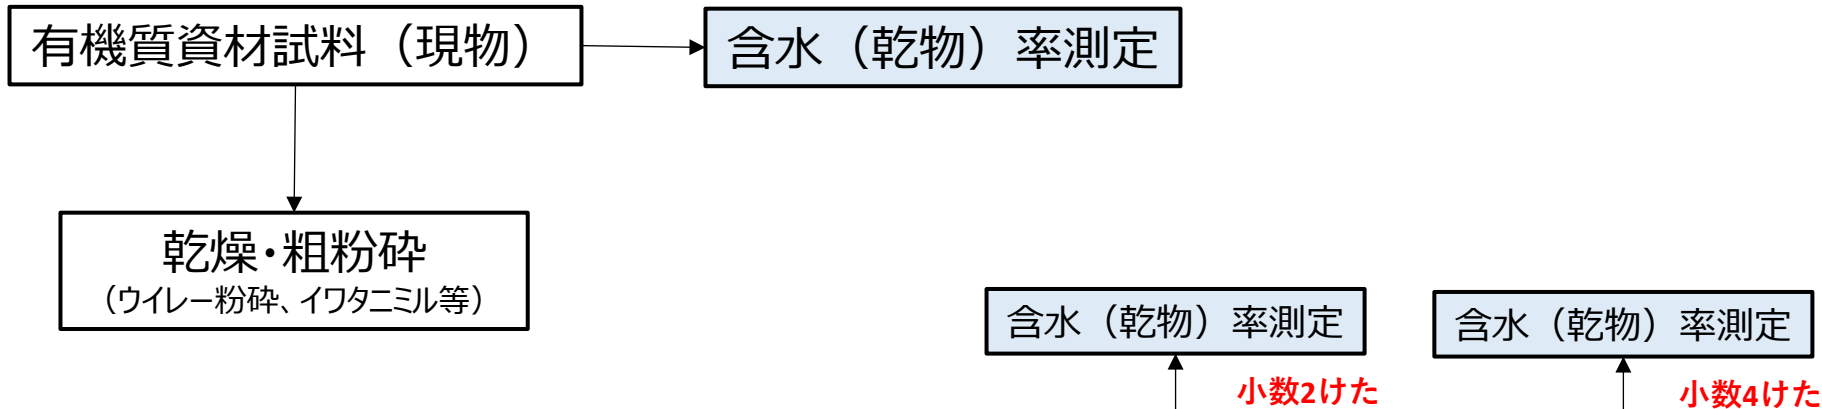 有機質資材試料（現物）
含水（乾物）率測定
乾燥・粗粉砕
（ウイレー粉砕、イワタニミル等）
含水（乾物）率測定
含水（乾物）率測定
小数2けた
小数4けた